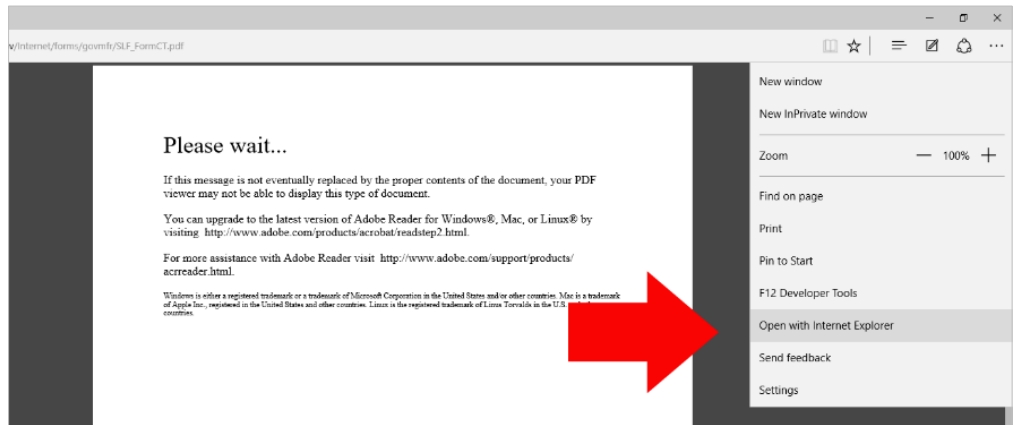 v/Internet/forms/govmfr/SLF_FormCT.pdf
New window
New InPrivate window
Zoom
100%
Find on page
Print
Pin to Start
F12 Developer Tools
Open with Internet Explorer
Send feedback
Settings
Please wait...
If this message is not eventually replaced by the proper contents of the document, your PDF
viewer may not be able to display this type of document.
You can upgrade to the latest version of Adobe Reader for Windows®, Mac, or Linux® by
visiting http://www.adobe.com/products/acrobat/readstep2.html.
For more assistance with Adobe Reader visit http://www.adobe.com/support/products/
acrreader.html.
Windows is either a registered trademark or a trademark of Microsoft Corporation in the United States and/or other countries. Mac is a trademark
of Apple Inc., registered in the United States and other countries. Linux is the registered trademark of Linus Torvalds in the U.S.
countries.